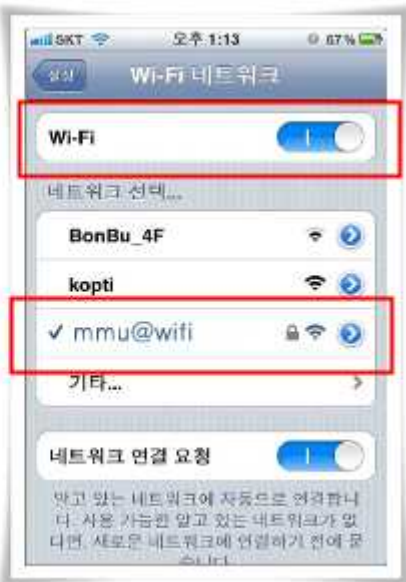 SKT 오후 1:13 67%
설정 Wi-Fi 네트워크
Wi-Fi
네트워크 선택...
BonBu_4F
kopti
✓ mmu@wifi
기타...
네트워크 연결 요청
알고 있는 네트워크에 자동으로 연결합니
다. 사용 가능한 알고 있는 네트워크가 없
다면, 새로운 네트워크에 연결하기 전에 묻
습니다.